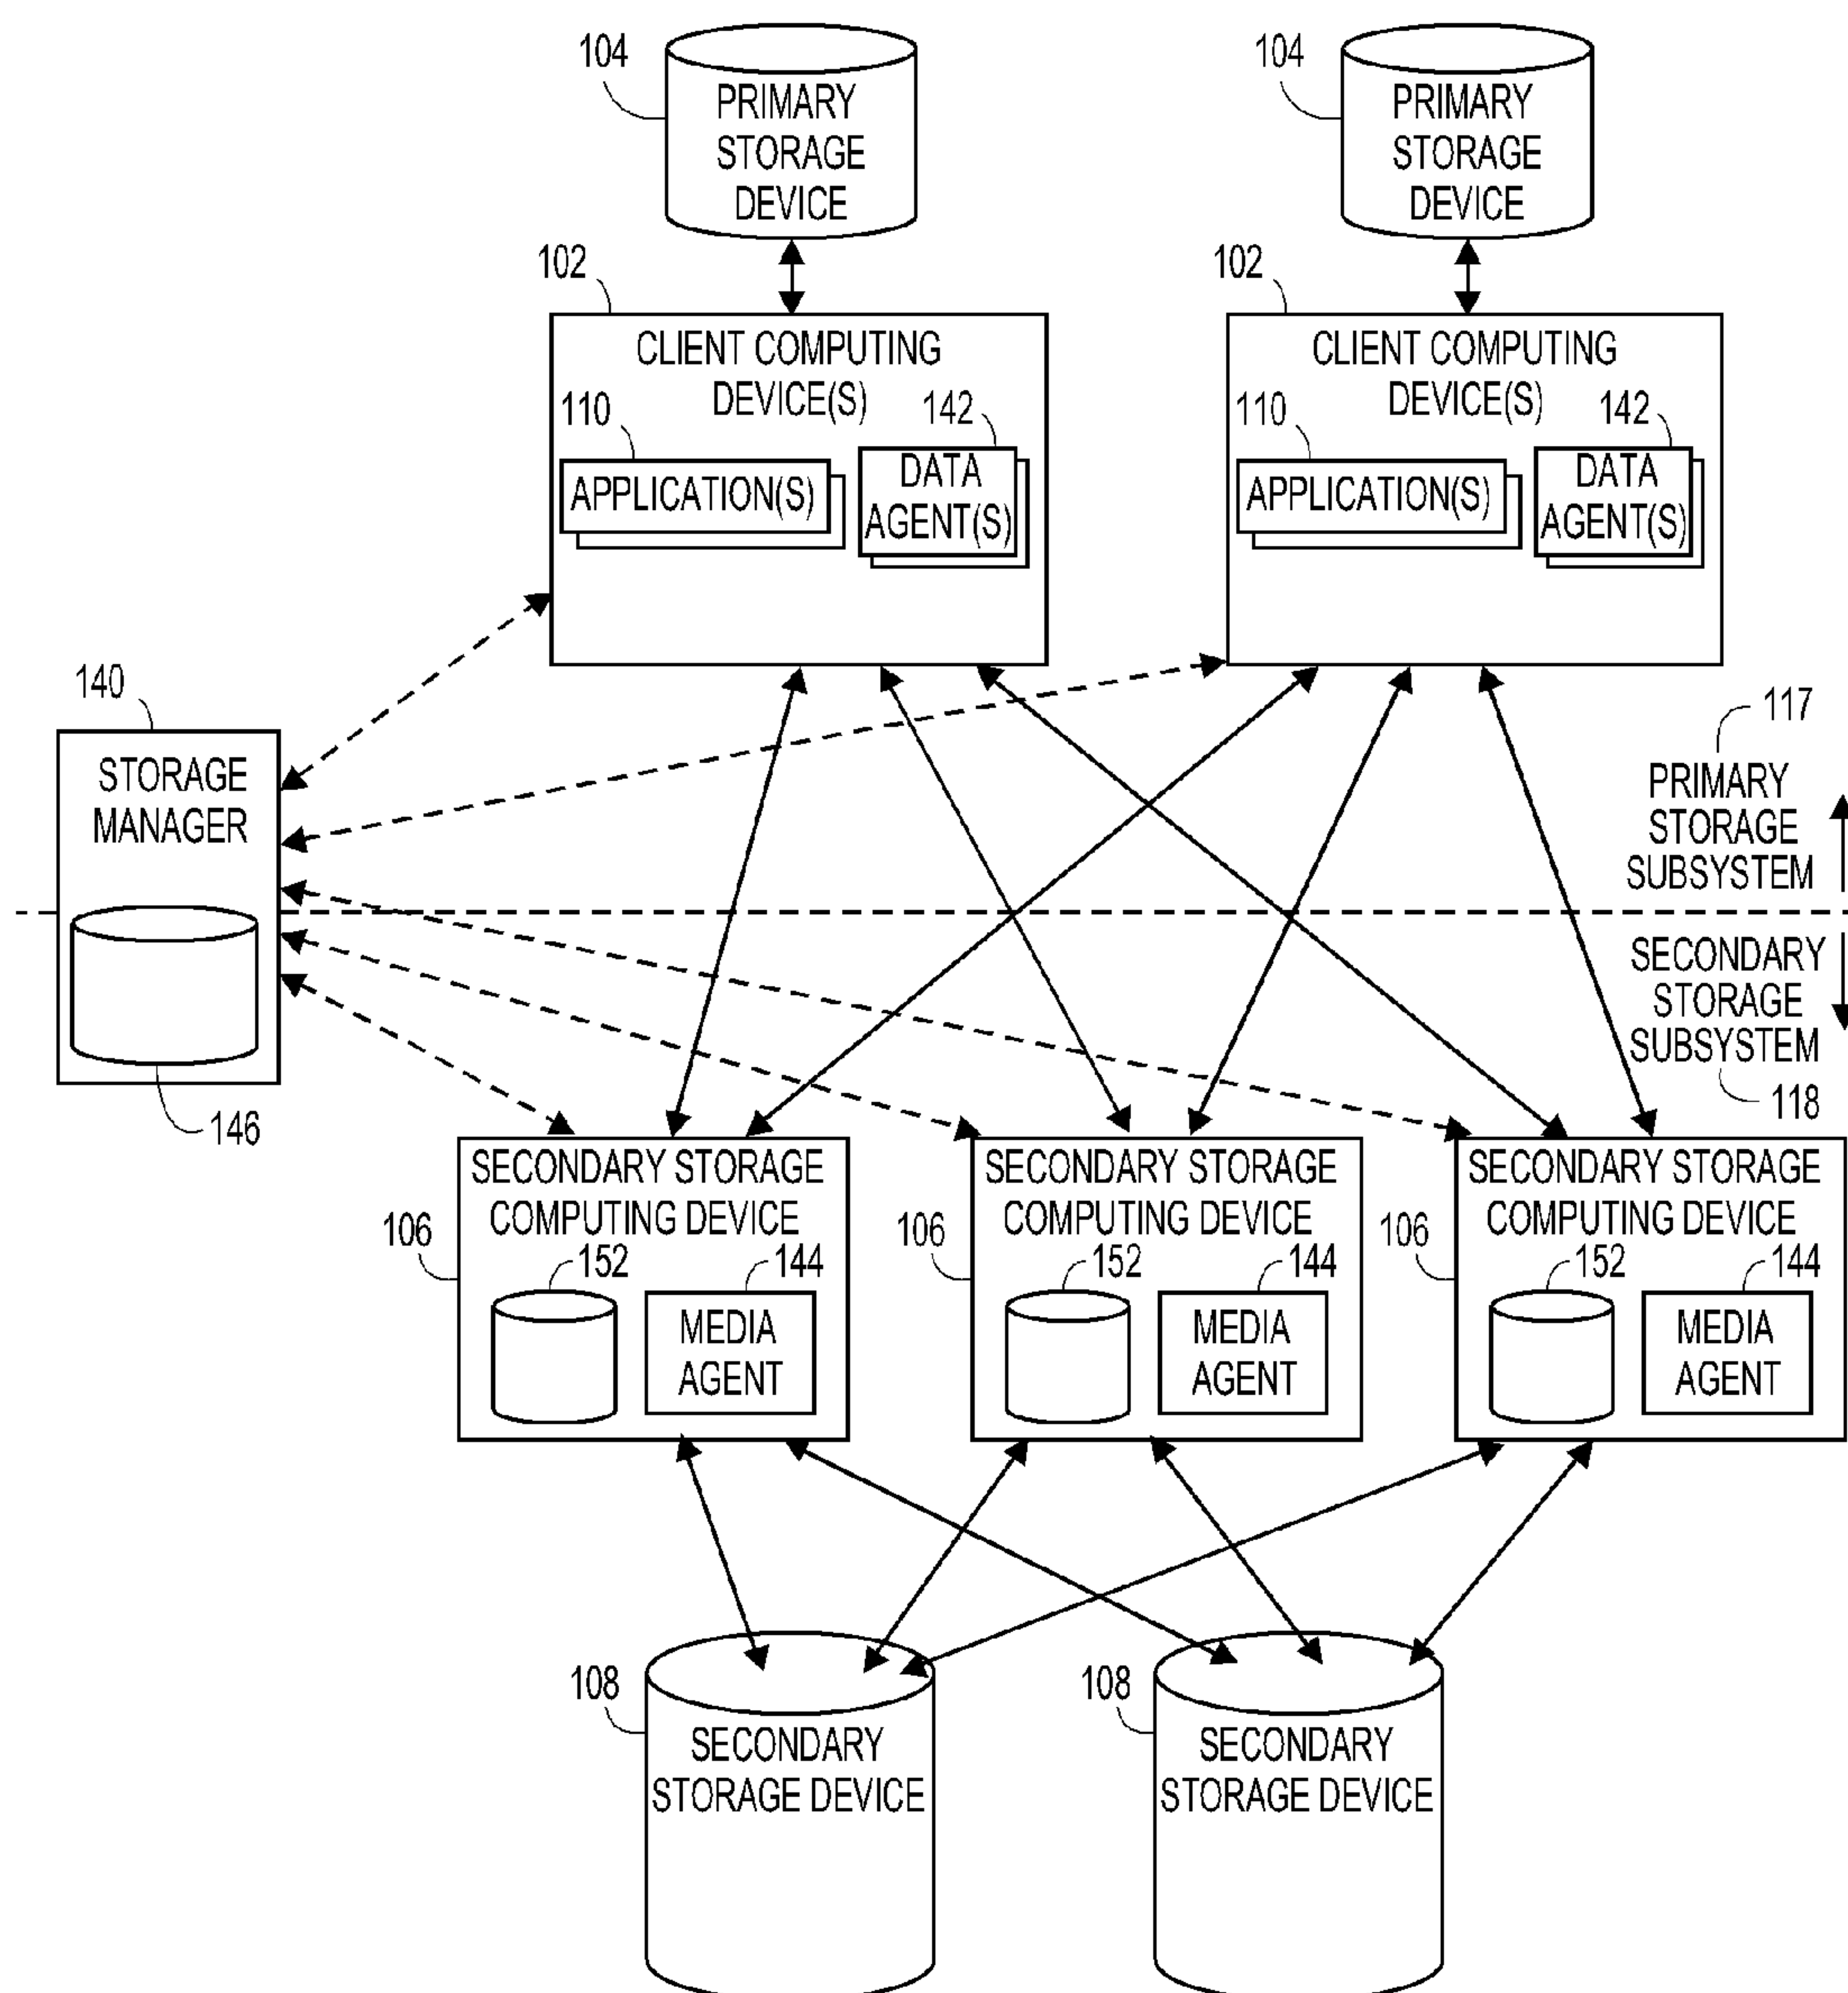 104
PRIMARY
STORAGE
DEVICE
104
PRIMARY
STORAGE
DEVICE
102
CLIENT COMPUTING
DEVICE(S)
110
APPLICATION(S)
142
DATA
AGENT(S)
102
CLIENT COMPUTING
DEVICE(S)
110
APPLICATION(S)
142
DATA
AGENT(S)
140
STORAGE
MANAGER
146
117
PRIMARY
STORAGE
SUBSYSTEM
SECONDARY
STORAGE
SUBSYSTEM
118
SECONDARY STORAGE
COMPUTING DEVICE
106
152
144
MEDIA
AGENT
SECONDARY STORAGE
COMPUTING DEVICE
106
152
144
MEDIA
AGENT
SECONDARY STORAGE
COMPUTING DEVICE
106
152
144
MEDIA
AGENT
108
SECONDARY
STORAGE DEVICE
108
SECONDARY
STORAGE DEVICE